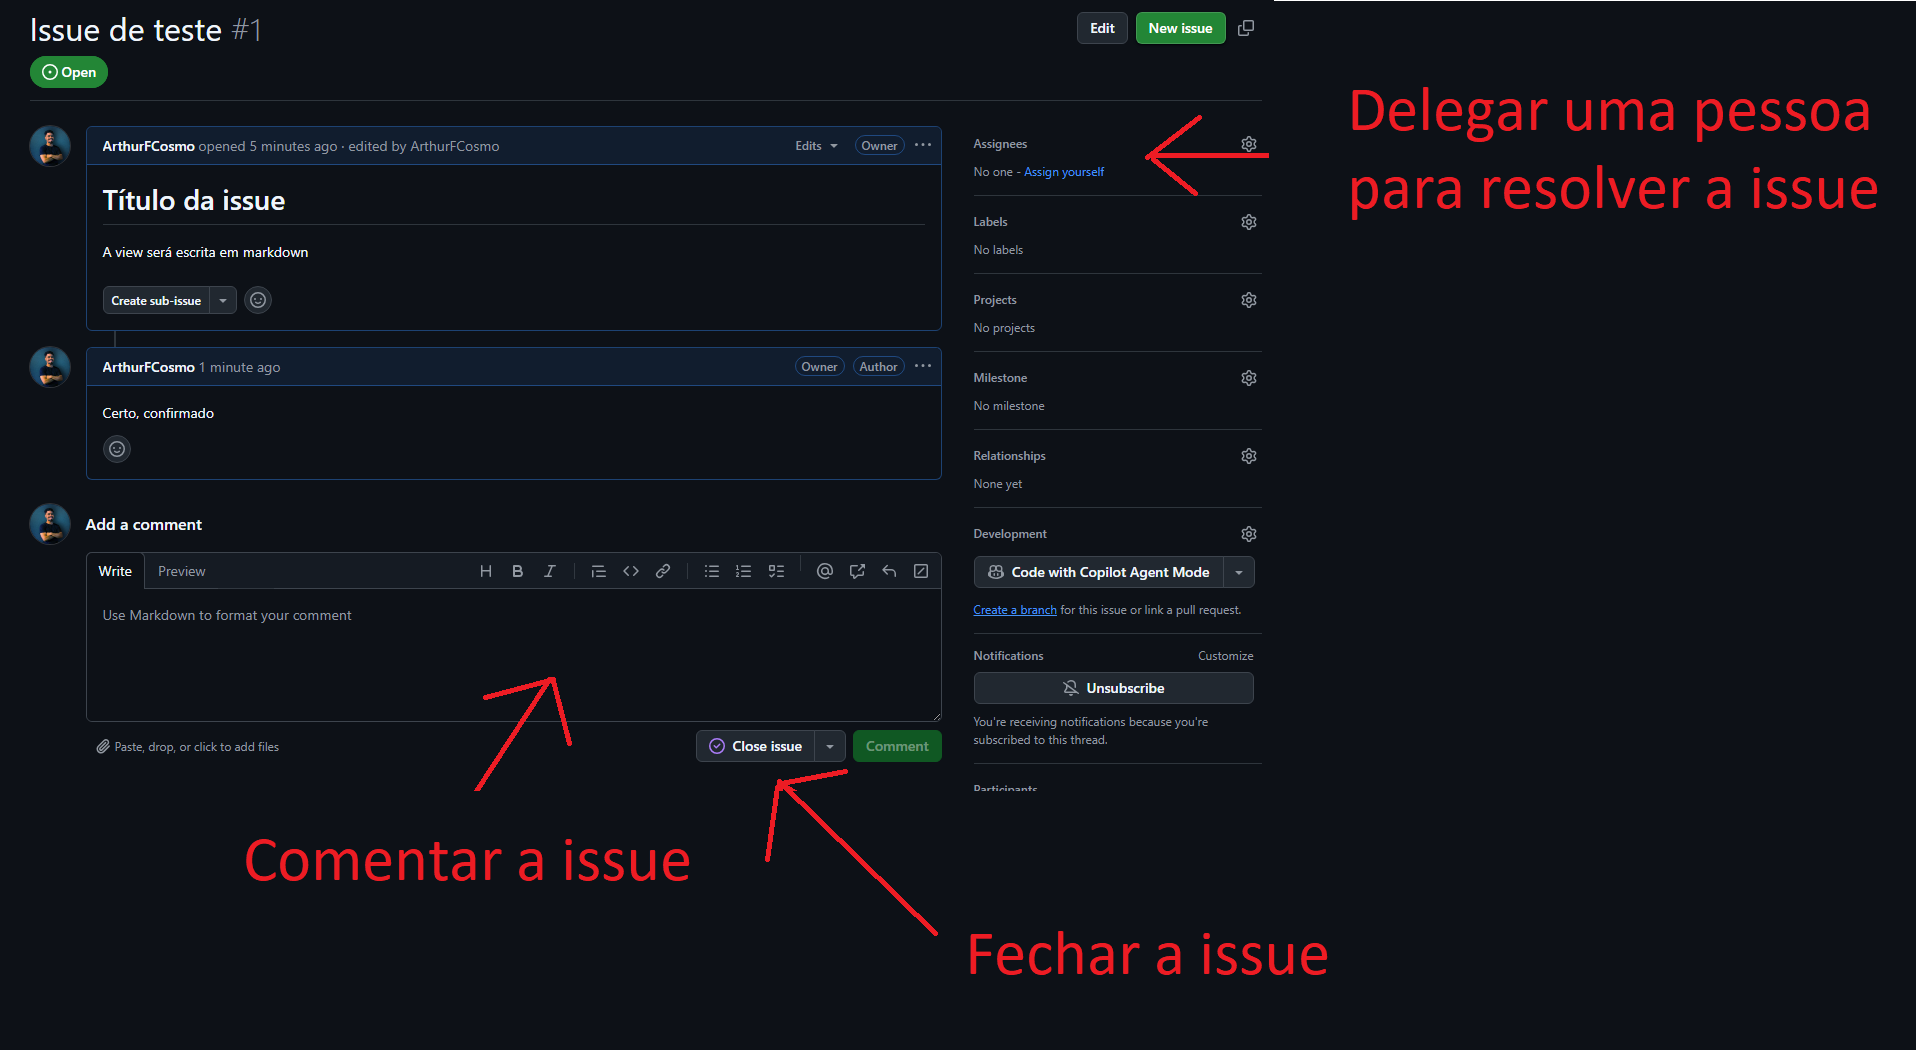 Issue de teste #1
Edit
New issue
Open
ArthurFCosmo opened 5 minutes ago · edited by ArthurFCosmo
Edits
Owner
Título da issue
A view será escrita em markdown
Create sub-issue
ArthurFCosmo 1 minute ago
Owner
Author
Certo, confirmado
Add a comment
Write
Preview
Use Markdown to format your comment
Paste, drop, or click to add files
Close issue
Comment
Assignees
No one - Assign yourself
Labels
No labels
Projects
No projects
Milestone
No milestone
Relationships
None yet
Development
Code with Copilot Agent Mode
Create a branch for this issue or link a pull request.
Notifications
Customize
Unsubscribe
You're receiving notifications because you're
subscribed to this thread.
Participants
Delegar uma pessoa
para resolver a issue
Comentar a issue
Fechar a issue